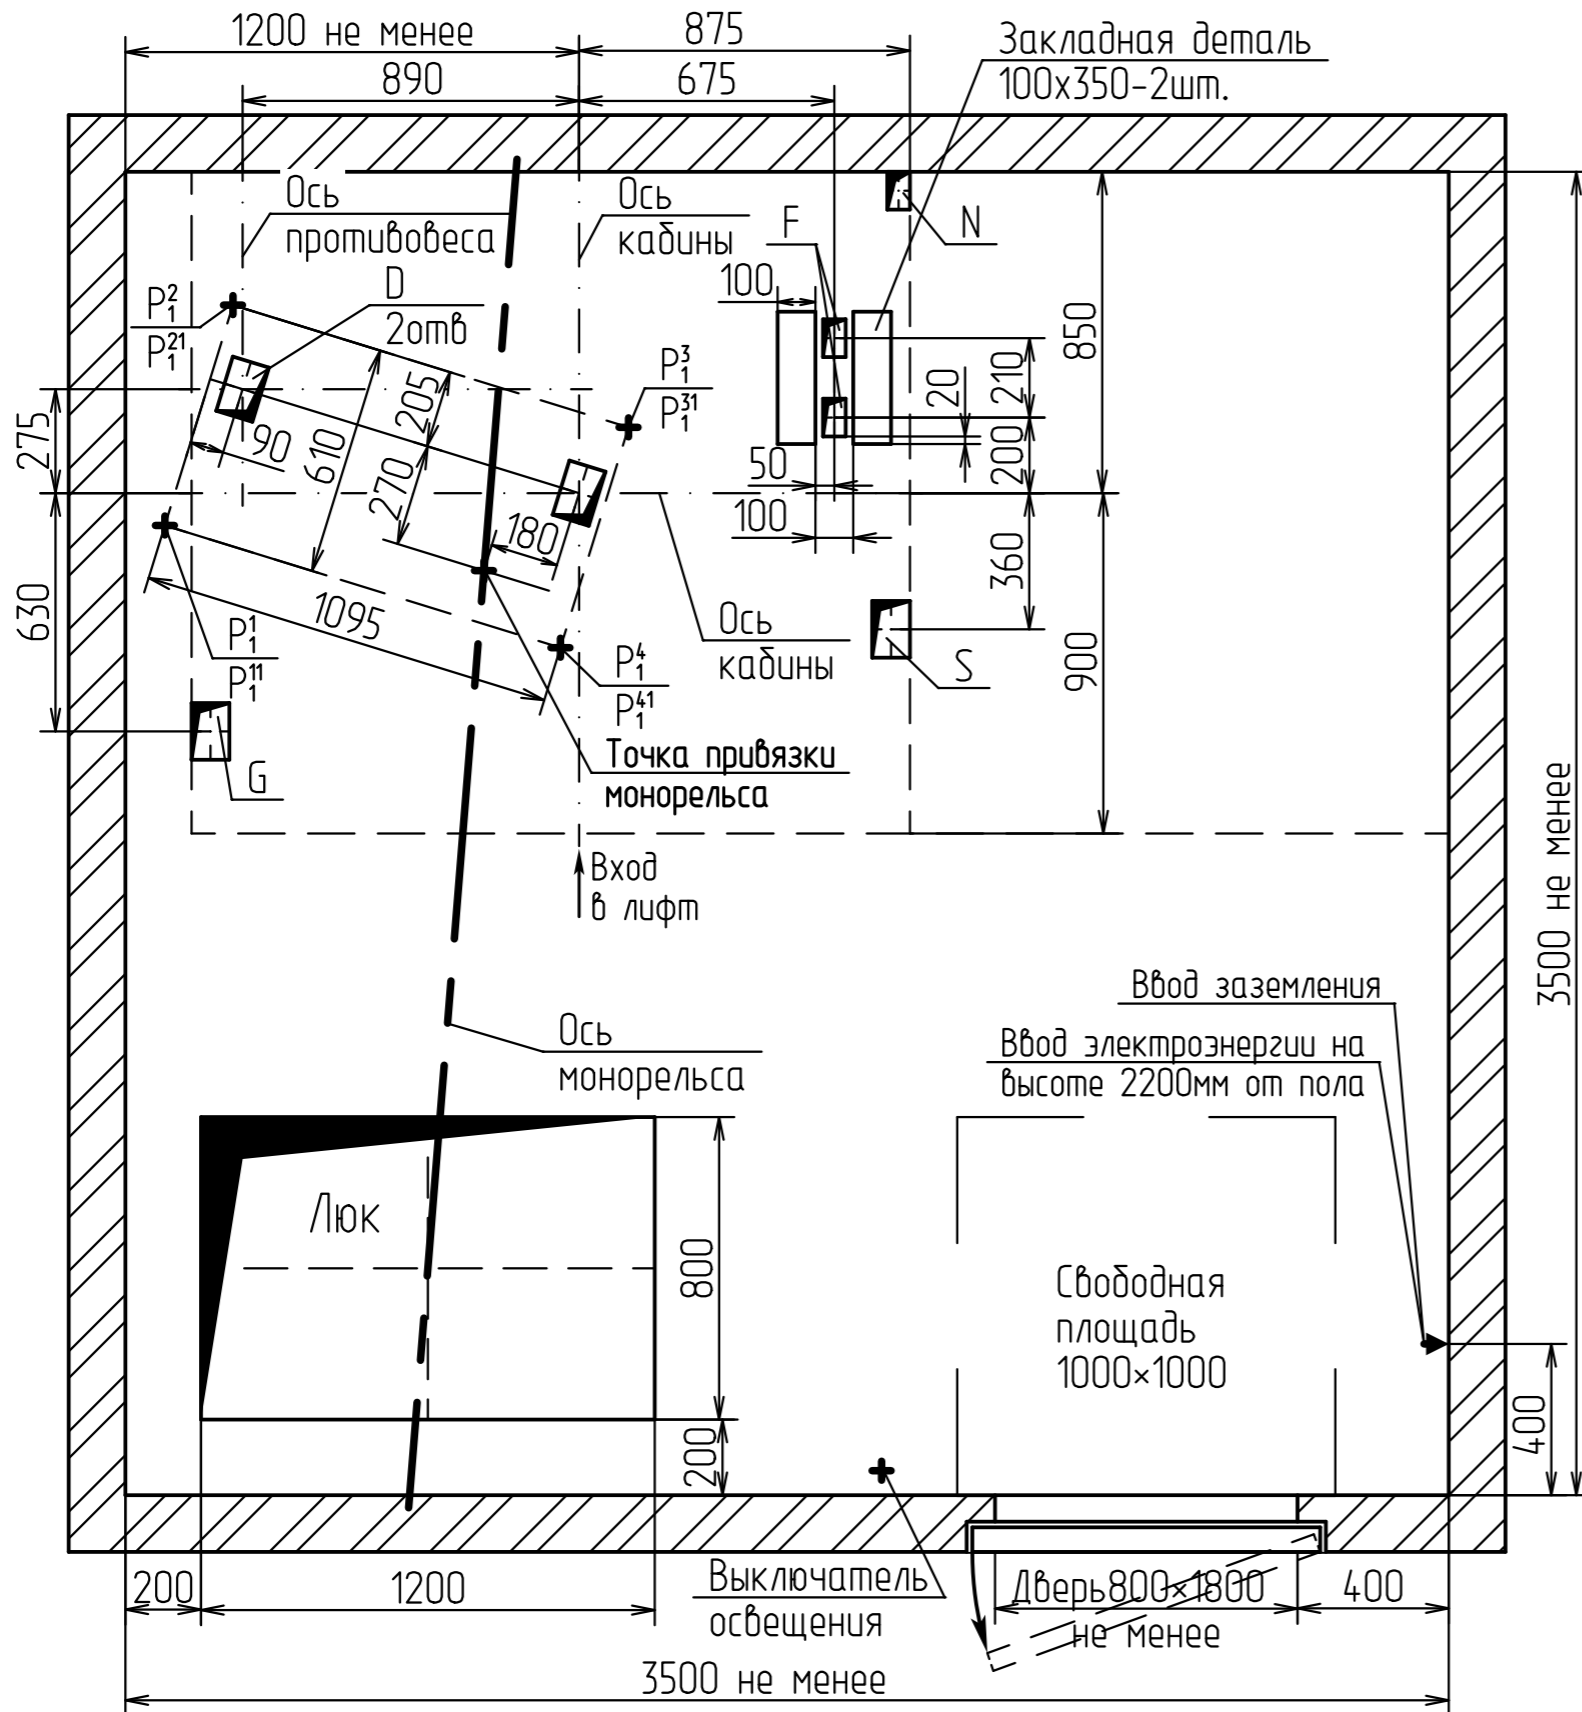 1200 не менее
875
890
675
Закладная деталь
100х350-2шт.
Ось
противовеса
Ось
кабины
F
N
D
2отв
100
P₁²
P₁²¹
P₁³
P₁³¹
850
210
20
200
275
205
90
610
270
50
100
180
360
630
1095
P₁¹
P₁¹¹
P₁⁴
P₁⁴¹
Ось
кабины
S
900
G
Точка привязки
монорельса
Вход
в лифт
3500 не менее
Ввод заземления
Ввод электроэнергии на
высоте 2200мм от пола
Ось
монорельса
Люк
800
Свободная
площадь
1000×1000
400
200
200
1200
Выключатель
освещения
Дверь800×1800
не менее
400
3500 не менее